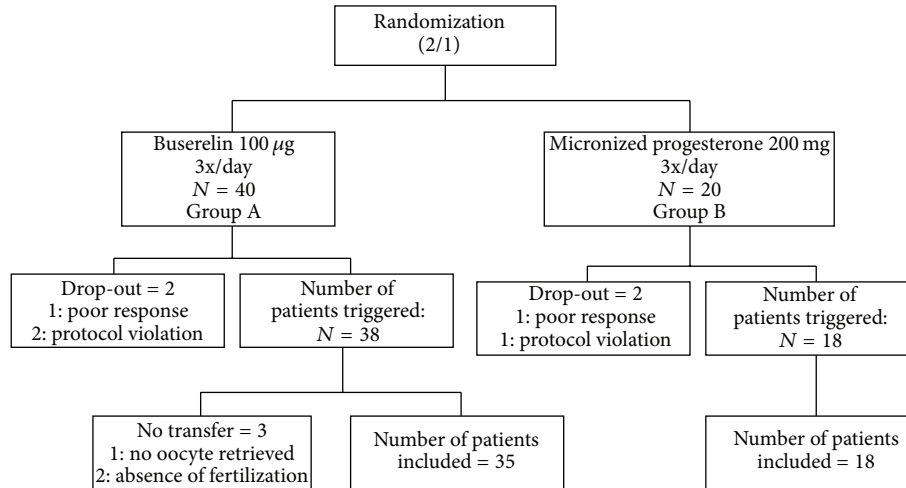 Randomization
(2/1)
Buserelin 100 μg
3x/day
N = 40
Group A
Micronized progesterone 200 mg
3x/day
N = 20
Group B
Drop-out = 2
1: poor response
2: protocol violation
Number of
patients triggered:
N = 38
Drop-out = 2
1: poor response
1: protocol violation
Number of
patients triggered:
N = 18
No transfer = 3
1: no oocyte retrieved
2: absence of fertilization
Number of patients
included = 35
Number of patients
included = 18